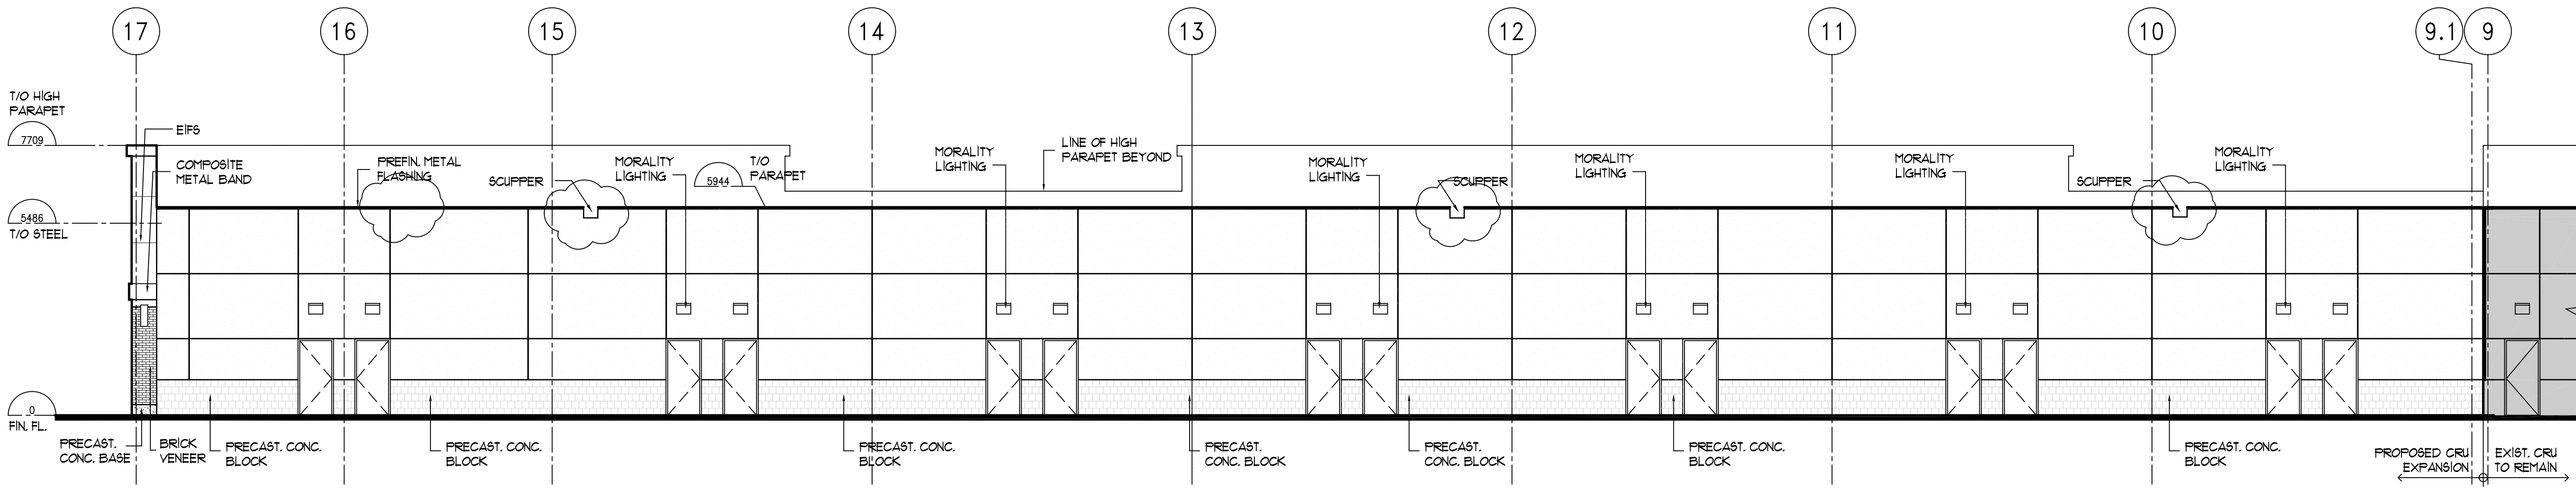 17
16
15
14
13
12
11
10
9.1
9
T/O HIGH
PARAPET
7709
EIFS
COMPOSITE
METAL BAND
PREFIN. METAL
FLASHING
SCUPPER
MORALITY
LIGHTING
5944
T/O
PARAPET
MORALITY
LIGHTING
LINE OF HIGH
PARAPET BEYOND
MORALITY
LIGHTING
SCUPPER
MORALITY
LIGHTING
MORALITY
LIGHTING
SCUPPER
MORALITY
LIGHTING
5486
T/O STEEL
0
FIN. FL.
PRECAST.
CONC. BASE
BRICK
VENEER
PRECAST. CONC.
BLOCK
PRECAST. CONC.
BLOCK
PRECAST. CONC.
BLOCK
PRECAST.
CONC. BLOCK
PRECAST.
CONC. BLOCK
PRECAST. CONC.
BLOCK
PRECAST. CONC.
BLOCK
PROPOSED CRU
EXPANSION
EXIST. CRU
TO REMAIN